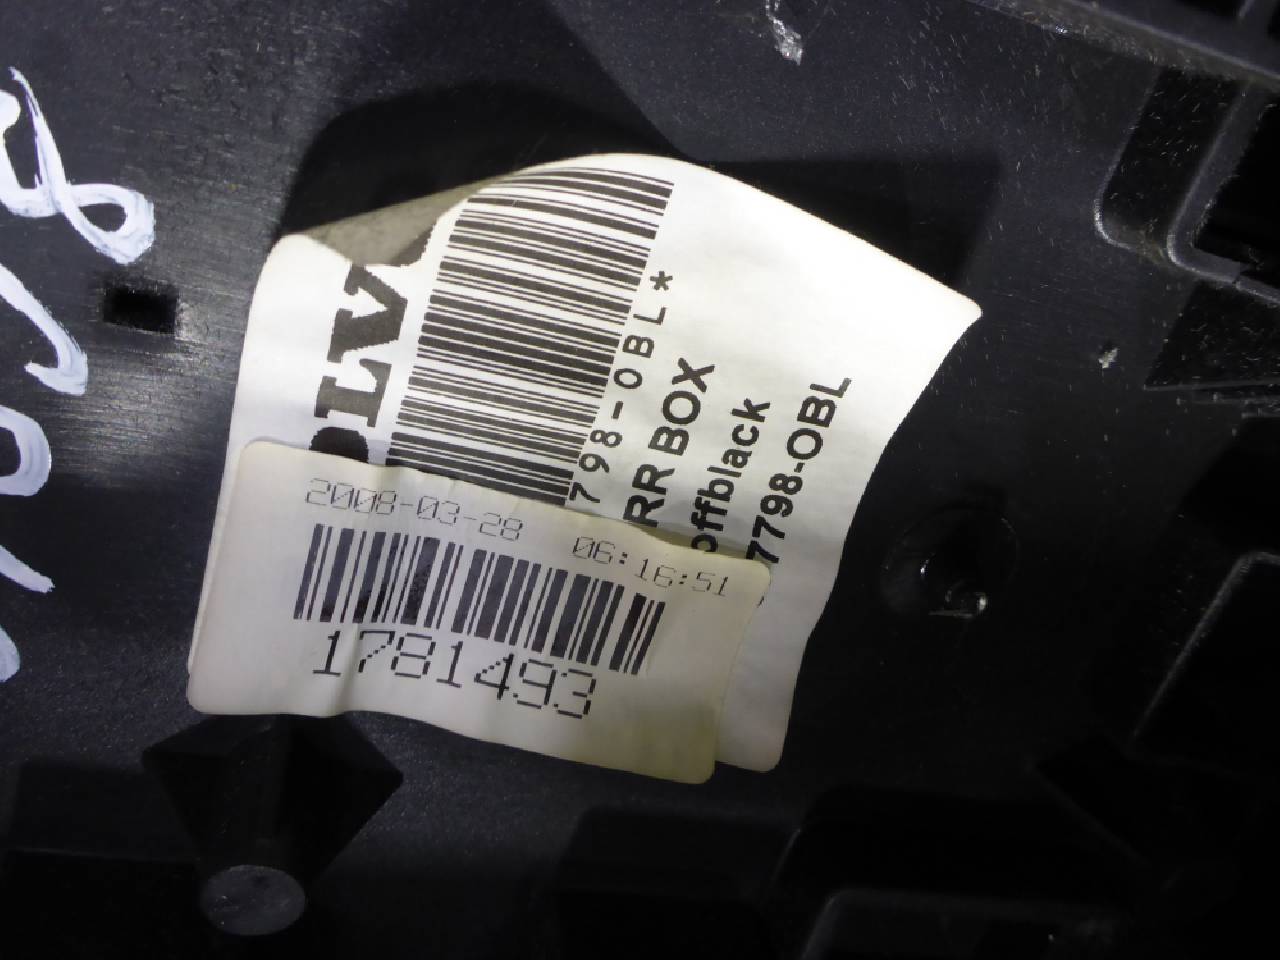 OLV
798-OBL*
RR BOX
offblack
7798-OBL
2008-03-28 06:16:51
1781493